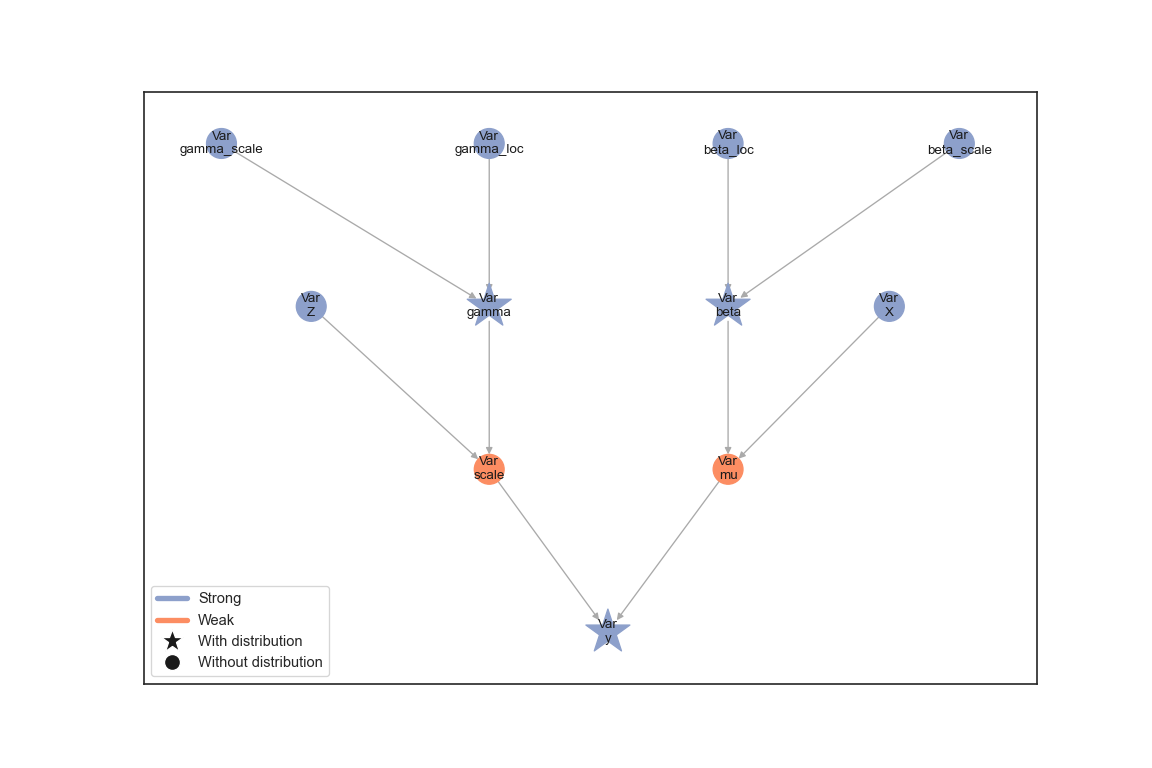 Var
gamma_scale
Var
gamma_loc
Var
beta_loc
Var
beta_scale
Var
Z
Var
gamma
Var
beta
Var
X
Var
scale
Var
mu
Var
y
Strong
Weak
With distribution
Without distribution